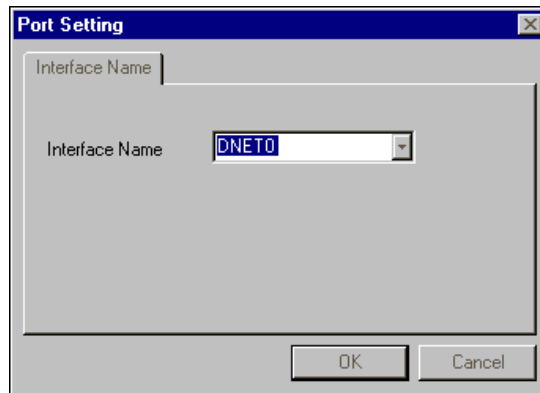 Port Setting
Interface Name
Interface Name DNET0
OK Cancel